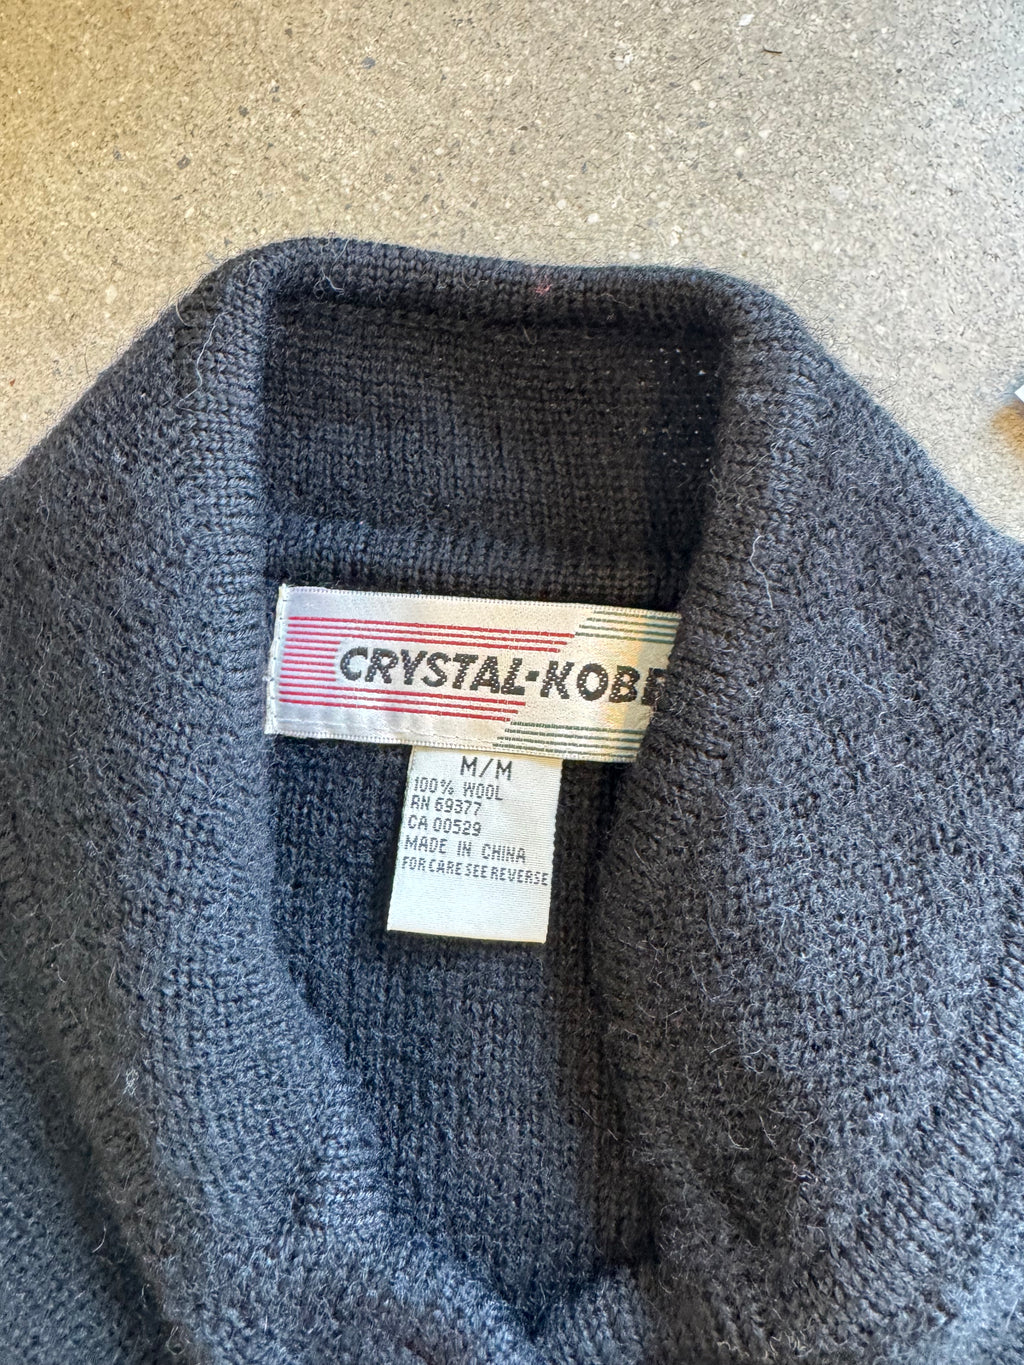 CRYSTAL-KOBE
M/M
100% WOOL
RN 69377
CA 00529
MADE IN CHINA
FOR CARE SEE REVERSE